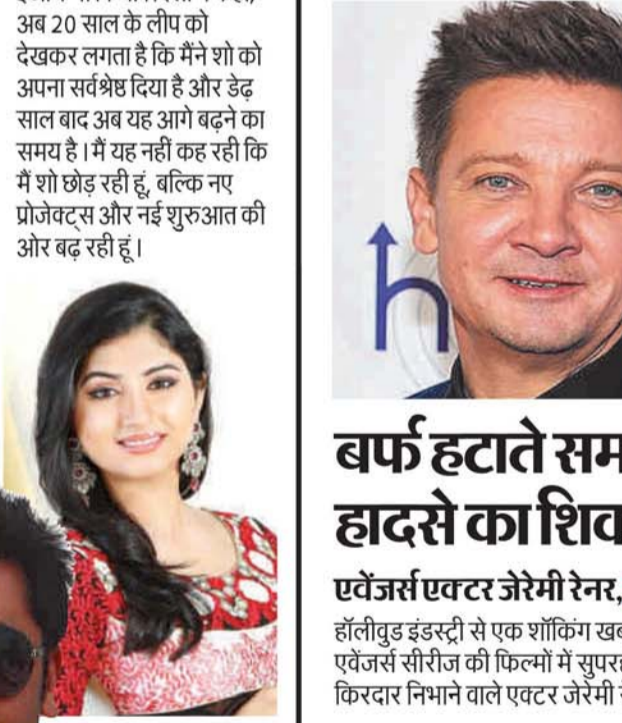 अब 20 साल के लीप को
देखकर लगता है कि मैंने शो को
अपना सर्वश्रेष्ठ दिया है और डेढ़
साल बाद अब यह आगे बढ़ने का
समय है । मैं यह नहीं कह रही कि
मैं शो छोड़ रही हूं, बल्कि नए
प्रोजेक्ट्स और नई शुरुआत की
ओर बढ़ रही हूं ।
h
बर्फ हटाते सम
हादसे का शिव
एवेंजर्स एक्टर जेरेमी रेनर,
हॉलीवुड इंडस्ट्री से एक शॉकिंग खब
एवेंजर्स सीरीज की फिल्मों में सुपरह
किरदार निभाने वाले एक्टर जेरेमी